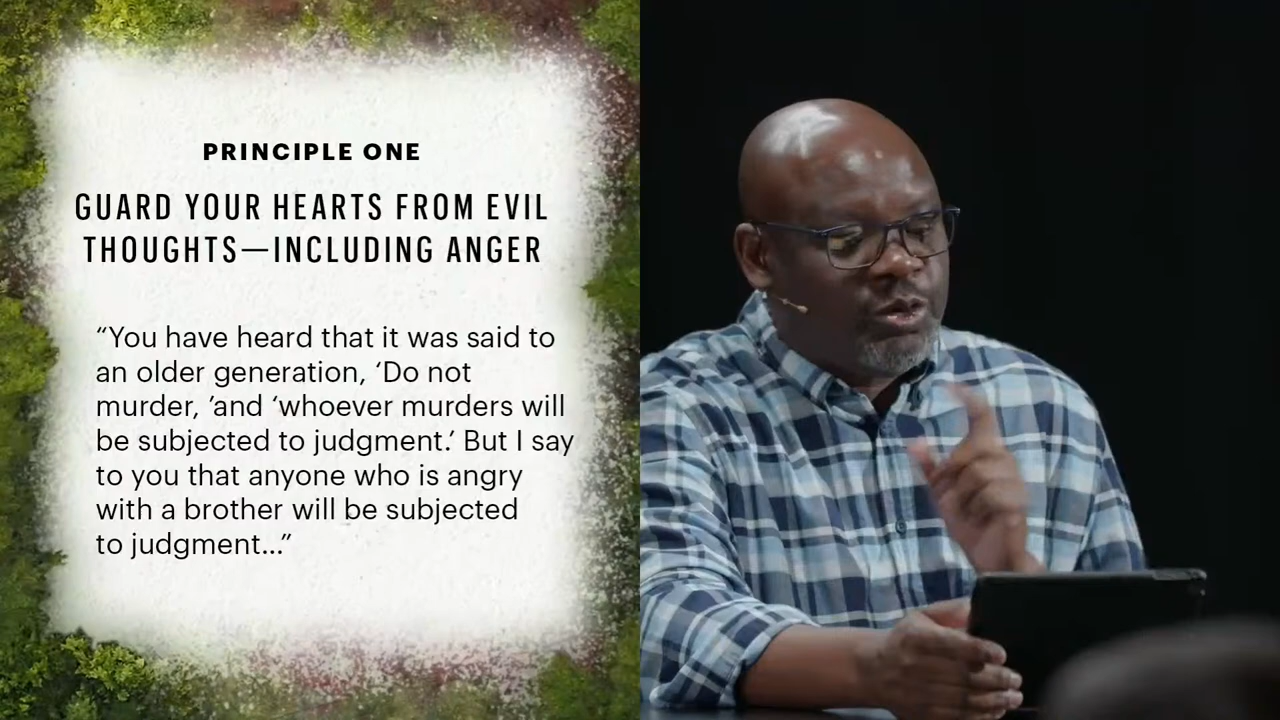 PRINCIPLE ONE
GUARD YOUR HEARTS FROM EVIL
THOUGHTS—INCLUDING ANGER
“You have heard that it was said to
an older generation, ‘Do not
murder, ’and ‘whoever murders will
be subjected to judgment.’ But I say
to you that anyone who is angry
with a brother will be subjected
to judgment...”